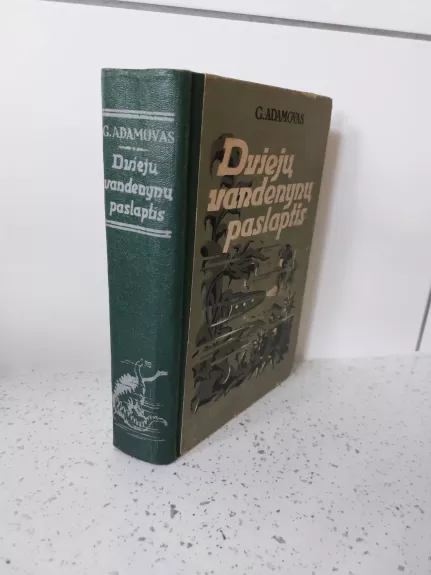 G. ADAMOVAS
Dviejų
vandenynų
paslaptis
G. ADAMOVAS
Dviejų
vandenynų
paslaptis